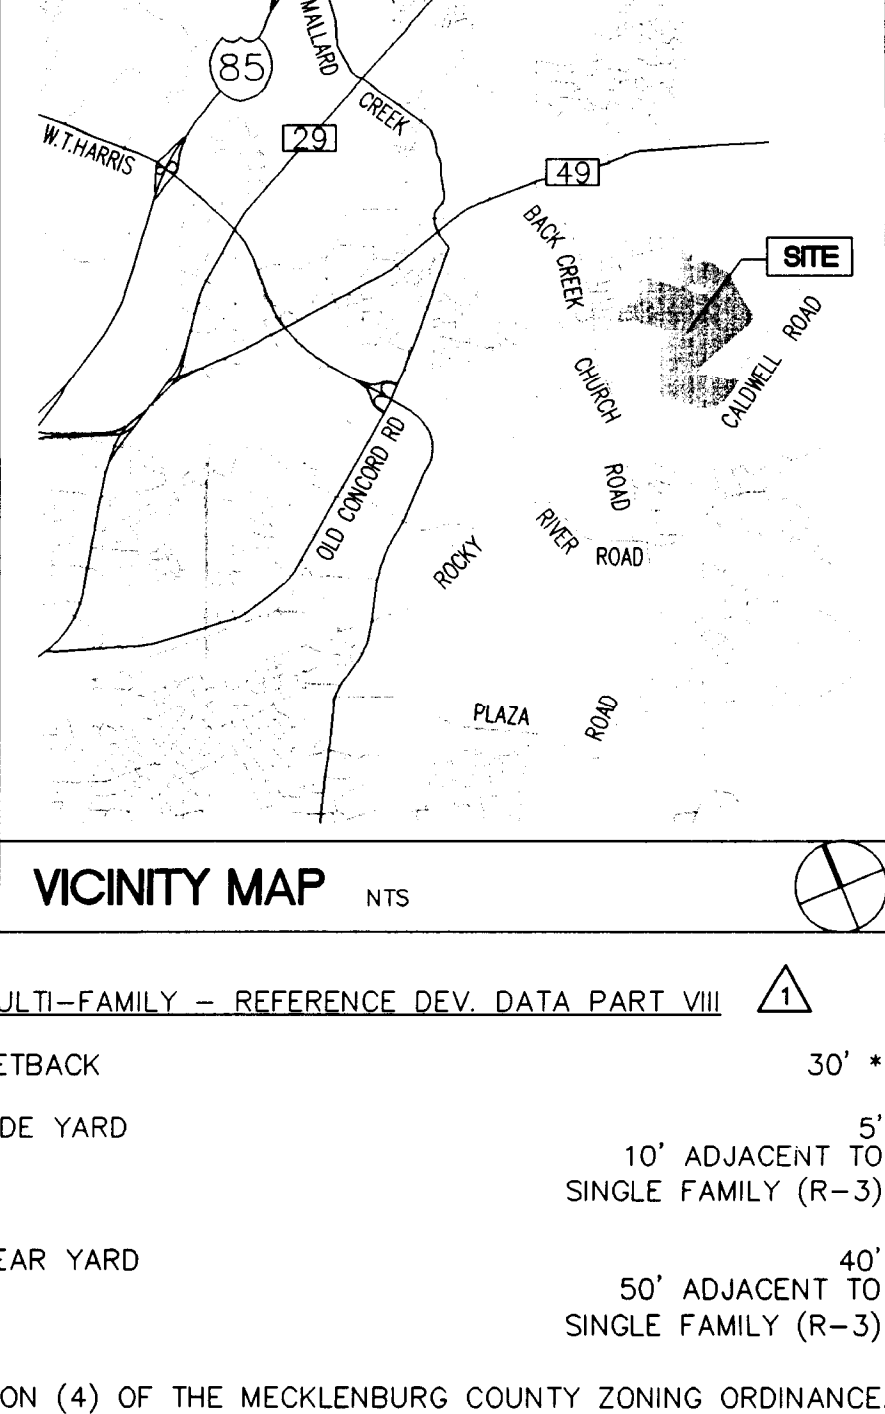 MALLARD
CREEK
85
29
W.T.HARRIS
49
BACK CREEK
SITE
CHURCH
CALDWELL ROAD
ROAD
OLD CONCORD RD
ROCKY
RIVER
ROAD
PLAZA
ROAD
VICINITY MAP NTS
ULTI-FAMILY - REFERENCE DEV. DATA PART VIII 1
ETBACK 30' *
DE YARD 5'
10' ADJACENT TO
SINGLE FAMILY (R-3)
EAR YARD 40'
50' ADJACENT TO
SINGLE FAMILY (R-3)
ON (4) OF THE MECKLENBURG COUNTY ZONING ORDINANCE.